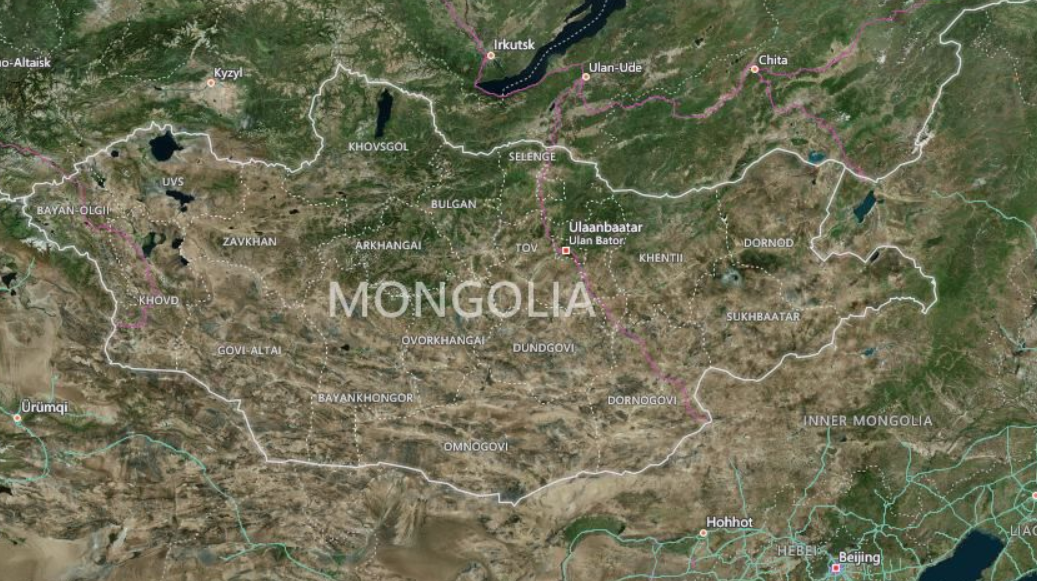 Irkutsk
Chita
o-Altaisk
Kyzyl
Ulan-Ude
KHOVSGOL
SELENGE
UVS
BAYAN-OLGII
BULGAN
Ulaanbaatar
Ulan Bator
ZAVKHAN
ARKHANGAI
TOV
DORNOD
KHENTII
MONGOLIA
KHOVD
SUKHBAATAR
OVORKHANGAI
DUNDGOVI
GOVI-ALTAI
BAYANKHONGOR
DORNOGOVI
Ürümqi
INNER MONGOLIA
OMNOGOVI
Hohhot
LIAO
HEBEI
Beijing